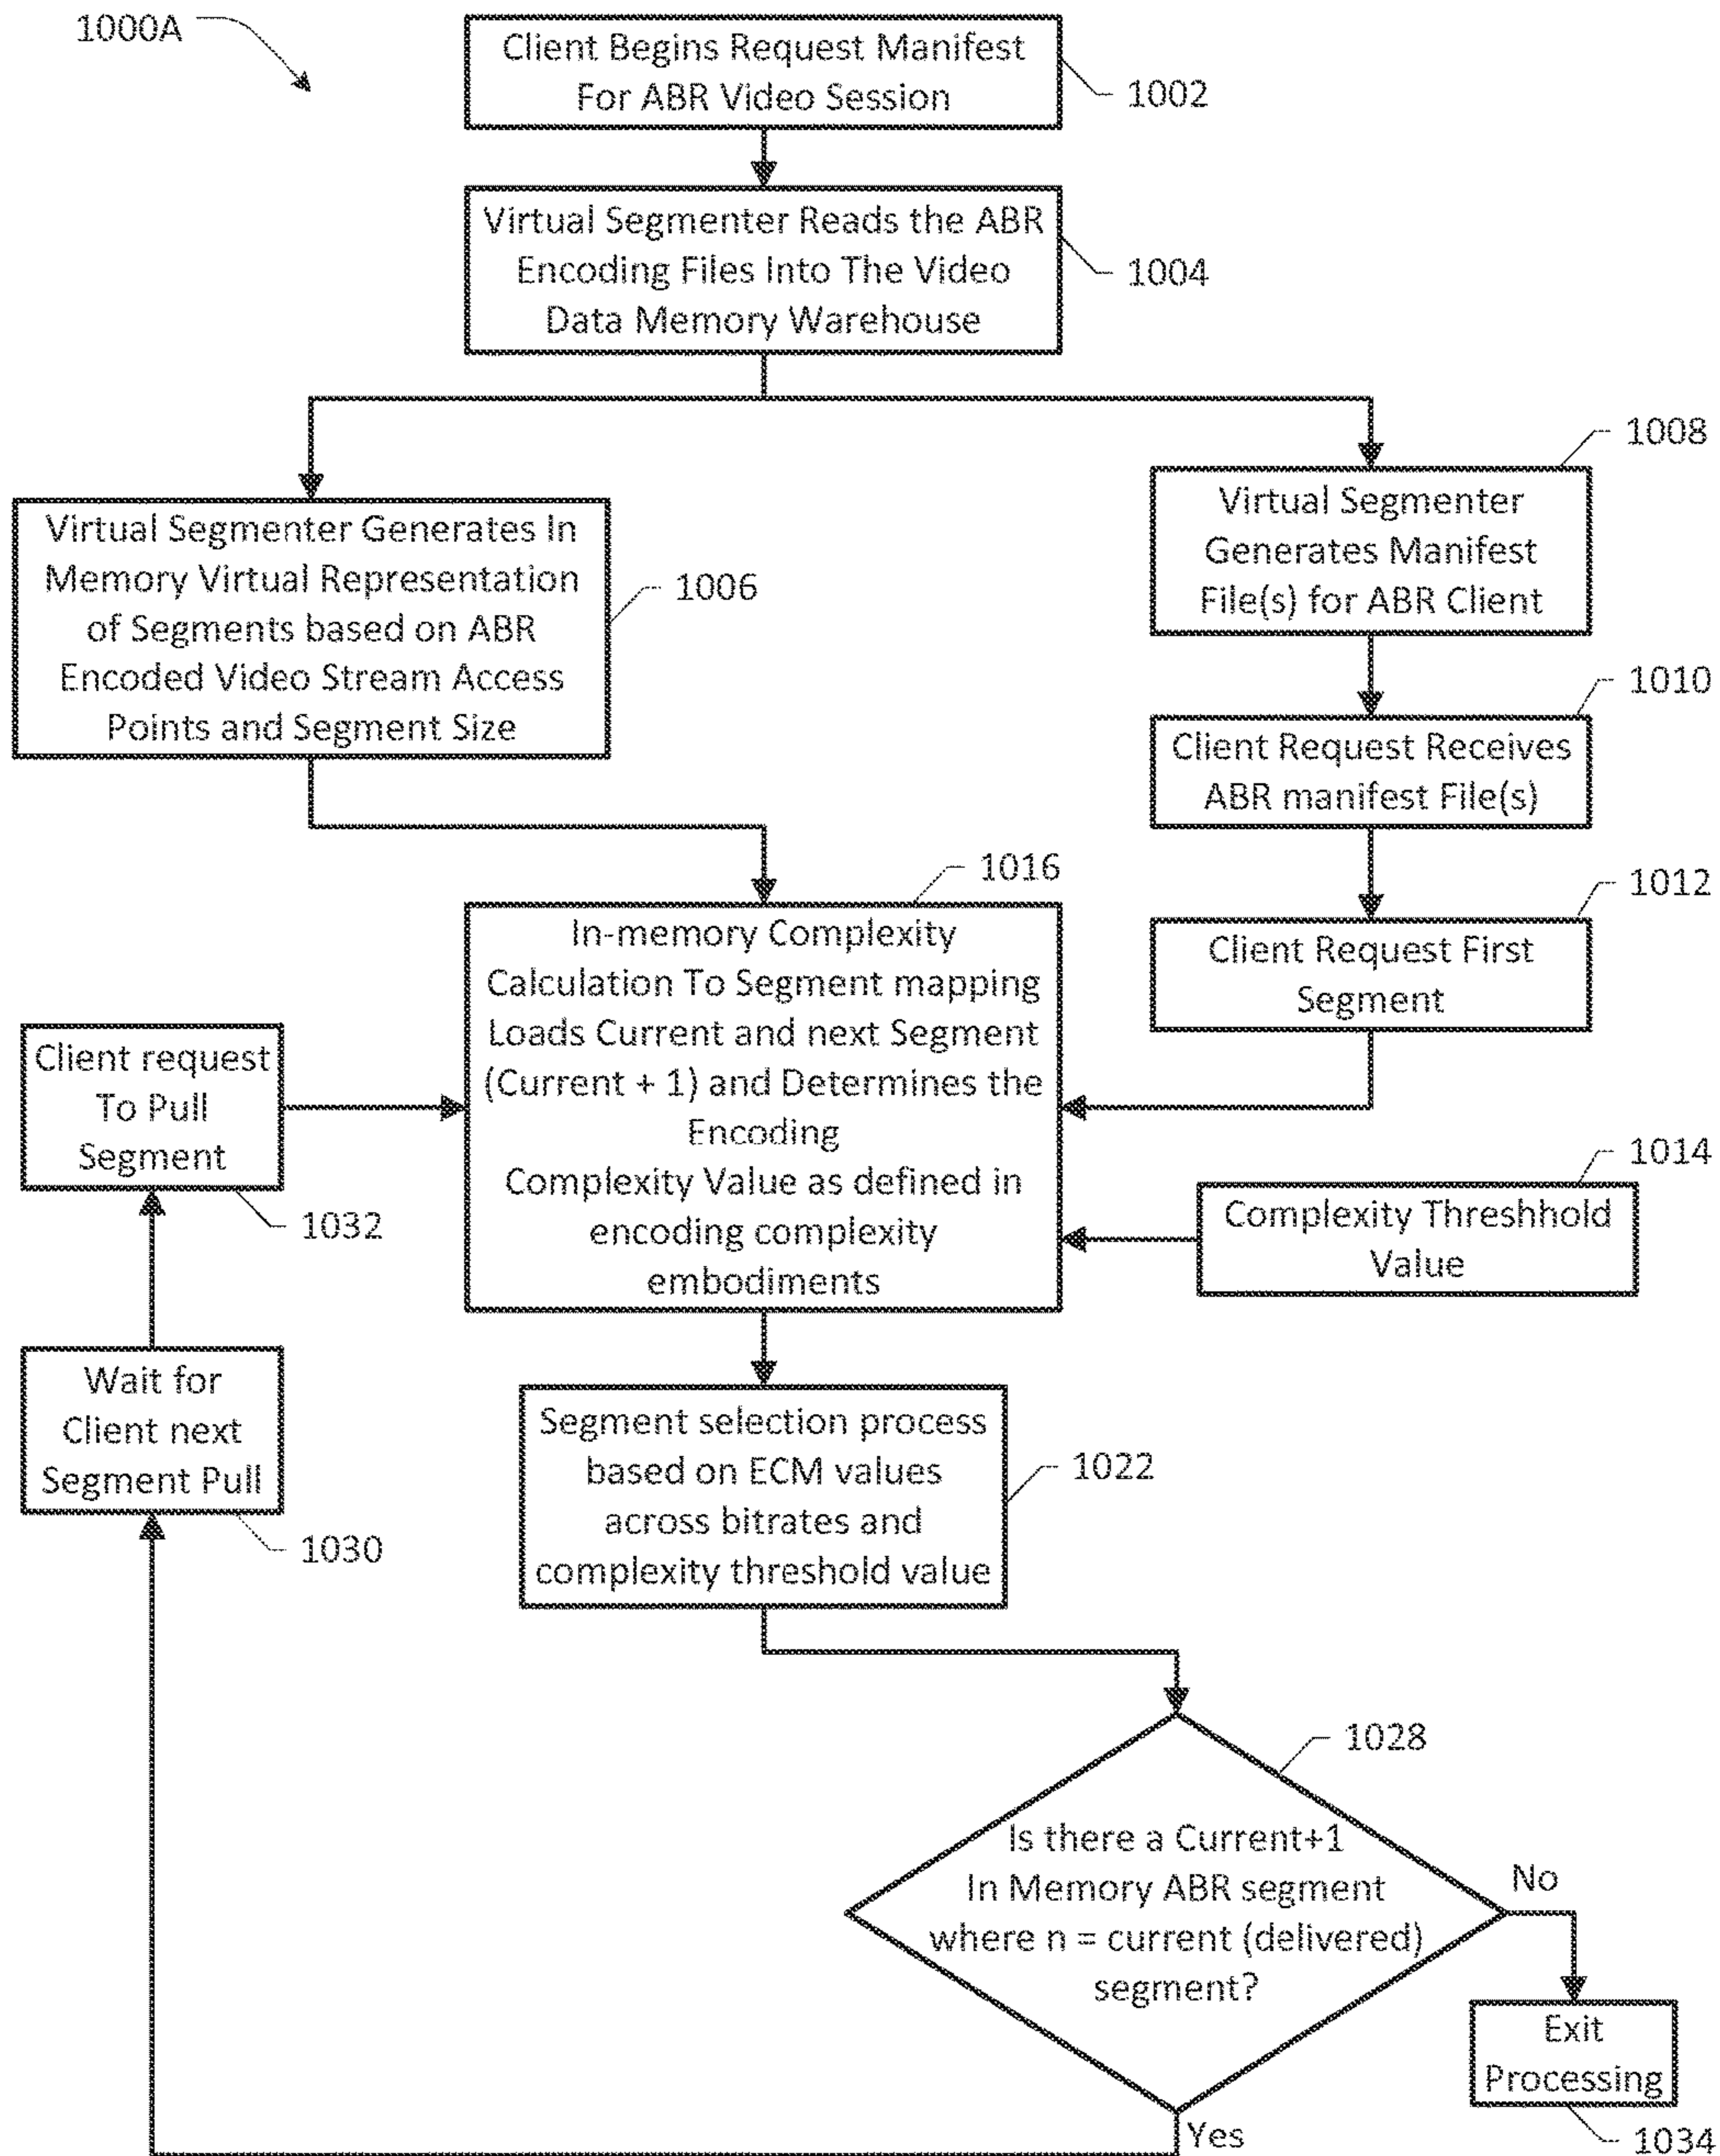 1000A
Client Begins Request Manifest
For ABR Video Session
1002
Virtual Segmenter Reads the ABR
Encoding Files Into The Video
Data Memory Warehouse
1004
1008
Virtual Segmenter
Generates Manifest
File(s) for ABR Client
Virtual Segmenter Generates In
Memory Virtual Representation
of Segments based on ABR
Encoded Video Stream Access
Points and Segment Size
1006
1010
Client Request Receives
ABR manifest File(s)
1012
Client Request First
Segment
1016
In-memory Complexity
Calculation To Segment mapping
Loads Current and next Segment
(Current + 1) and Determines the
Encoding
Complexity Value as defined in
encoding complexity
embodiments
Client request
To Pull
Segment
1032
1014
Complexity Threshhold
Value
Wait for
Client next
Segment Pull
1030
Segment selection process
based on ECM values
across bitrates and
complexity threshold value
1022
1028
Is there a Current+1
In Memory ABR segment
where n = current (delivered)
segment?
No
Exit
Processing
Yes
1034